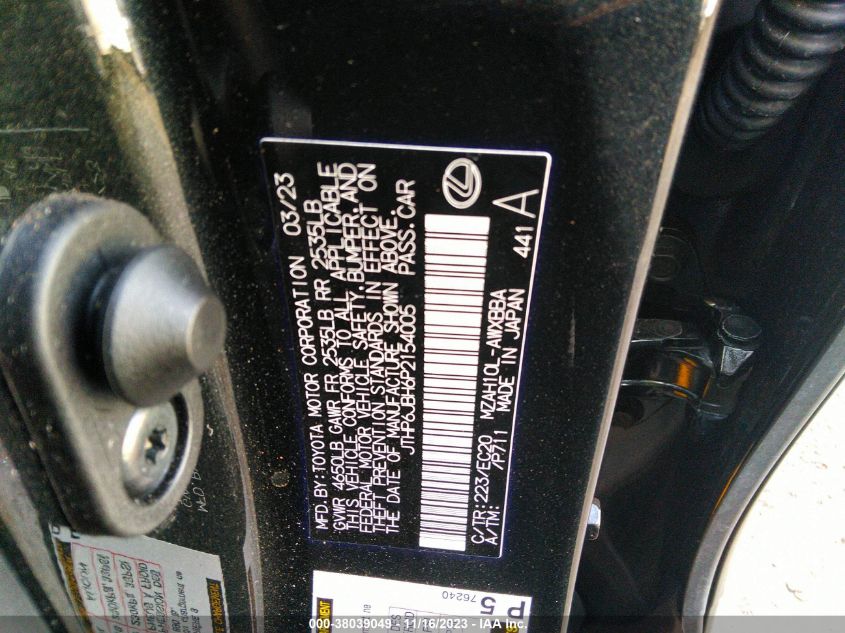 MFD. BY: TOYOTA MOTOR CORPORATION 03/23
GVWR 4650LB GAWR FR 2535LB RR 2535LB
THIS VEHICLE CONFORMS TO ALL APPLICABLE
FEDERAL MOTOR VEHICLE SAFETY, BUMPER, AND
THEFT PREVENTION STANDARDS IN EFFECT ON
THE DATE OF MANUFACTURE SHOWN ABOVE.
JTHP6JBH6P2154005 PASS. CAR
C/TR: 223/EC20 MZAH10L-AWXBBA
A/TM: /P711 MADE IN JAPAN 441 A
76240
000-38039049 - 11/16/2023 - IAA Inc.